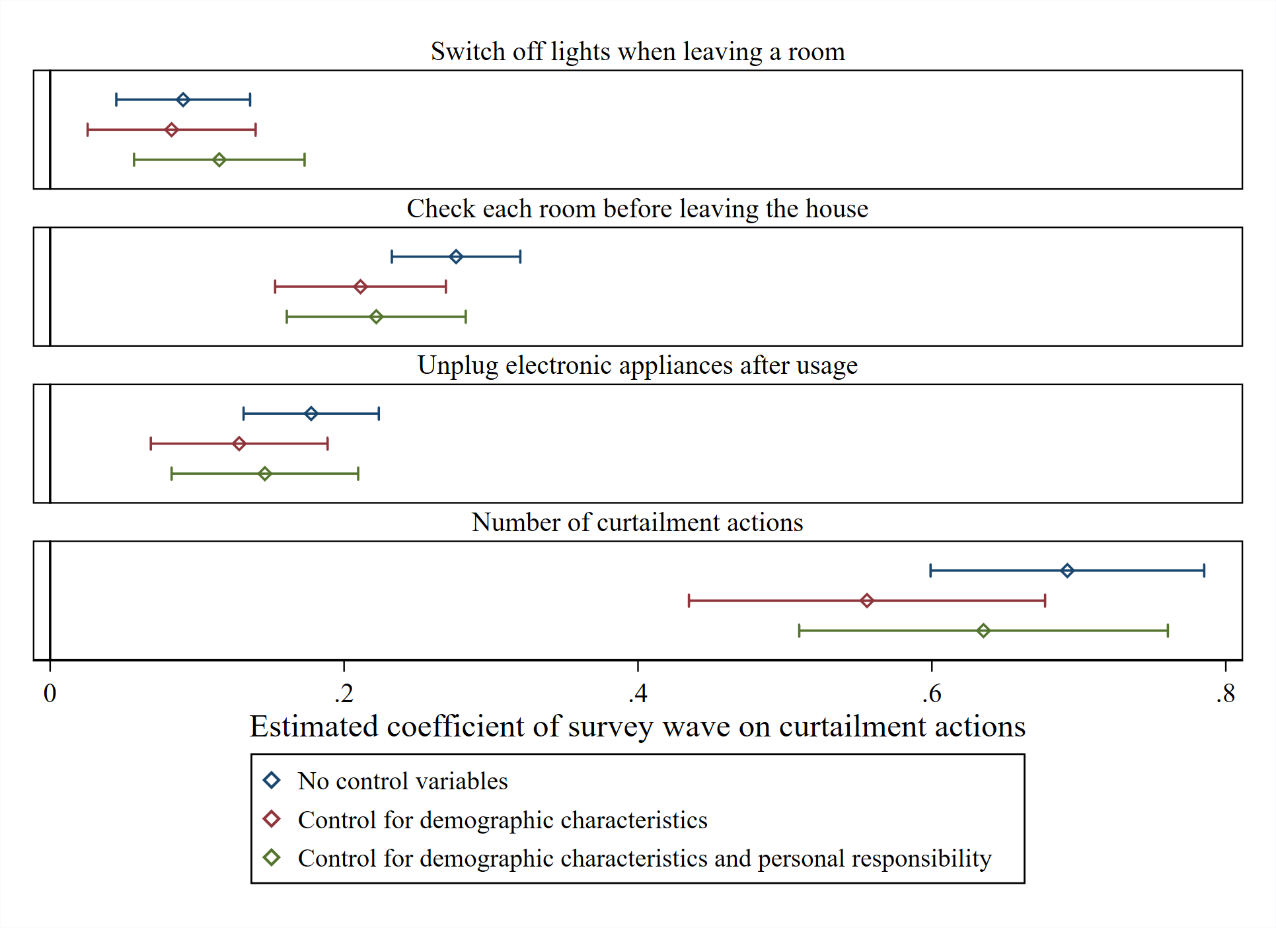 Switch off lights when leaving a room
Check each room before leaving the house
Unplug electronic appliances after usage
Number of curtailment actions
0 .2 .4 .6 .8
Estimated coefficient of survey wave on curtailment actions
No control variables
Control for demographic characteristics
Control for demographic characteristics and personal responsibility